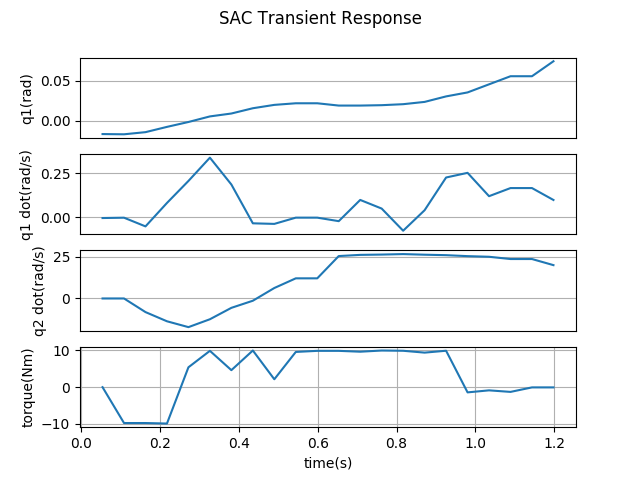 SAC Transient Response
0.05
0.00
q1(rad)
0.25
0.00
q1 dot(rad/s)
25
0
q2 dot(rad/s)
10
0
−10
torque(Nm)
0.0 0.2 0.4 0.6 0.8 1.0 1.2
time(s)